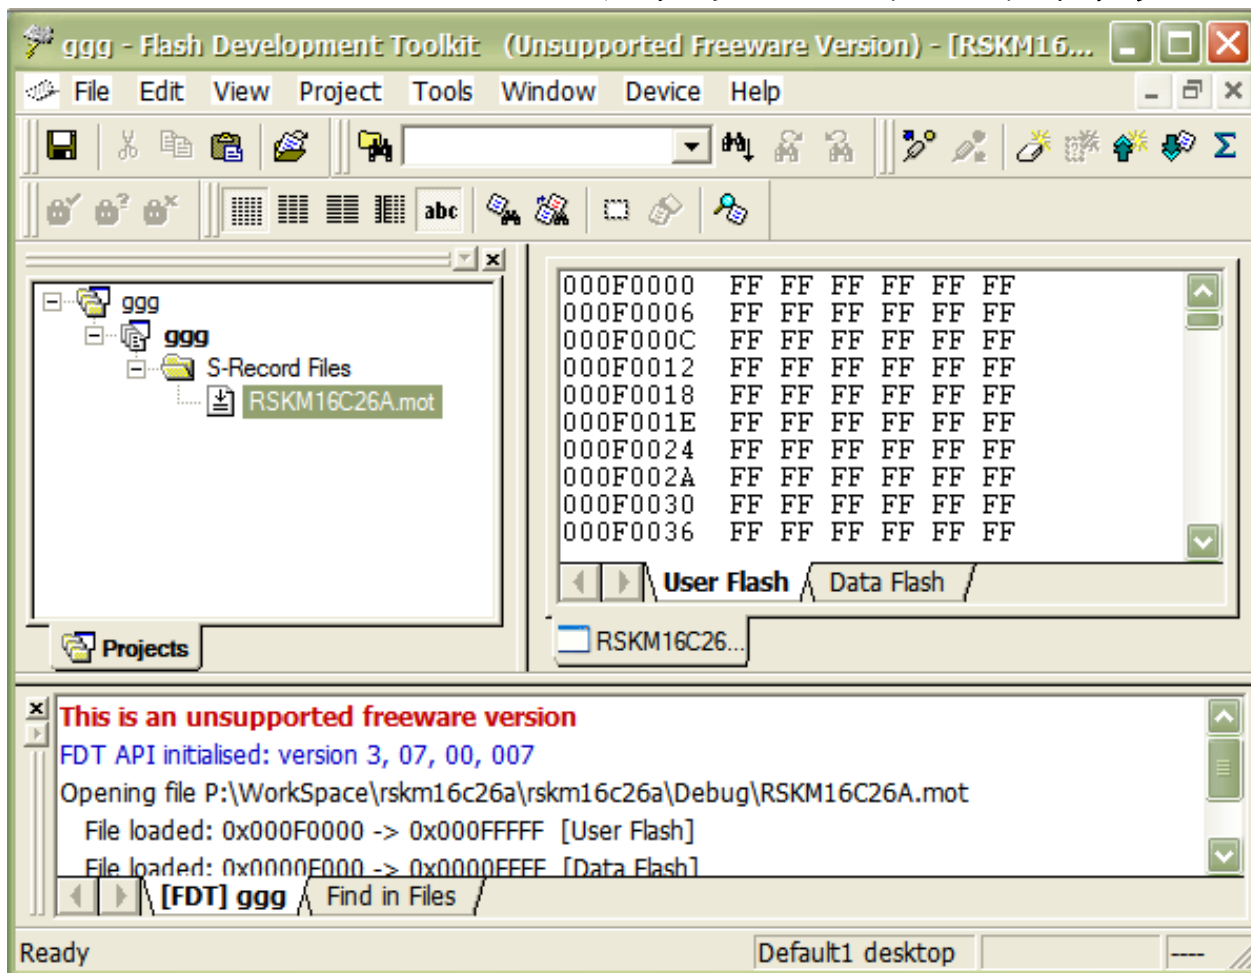 ggg - Flash Development Toolkit (Unsupported Freeware Version) - [RSKM16...
File Edit View Project Tools Window Device Help
abc
ggg
ggg
S-Record Files
RSKM16C26A.mot
Projects
000F0000 FF FF FF FF FF FF
000F0006 FF FF FF FF FF FF
000F000C FF FF FF FF FF FF
000F0012 FF FF FF FF FF FF
000F0018 FF FF FF FF FF FF
000F001E FF FF FF FF FF FF
000F0024 FF FF FF FF FF FF
000F002A FF FF FF FF FF FF
000F0030 FF FF FF FF FF FF
000F0036 FF FF FF FF FF FF
User Flash Data Flash
RSKM16C26...
This is an unsupported freeware version
FDT API initialised: version 3, 07, 00, 007
Opening file P:\WorkSpace\rskm16c26a\rskm16c26a\Debug\RSKM16C26A.mot
File loaded: 0x000F0000 -> 0x000FFFFF [User Flash]
File loaded: 0x0000F000 -> 0x0000FFFF [Data Flash]
[FDT] ggg Find in Files
Ready Default1 desktop ----